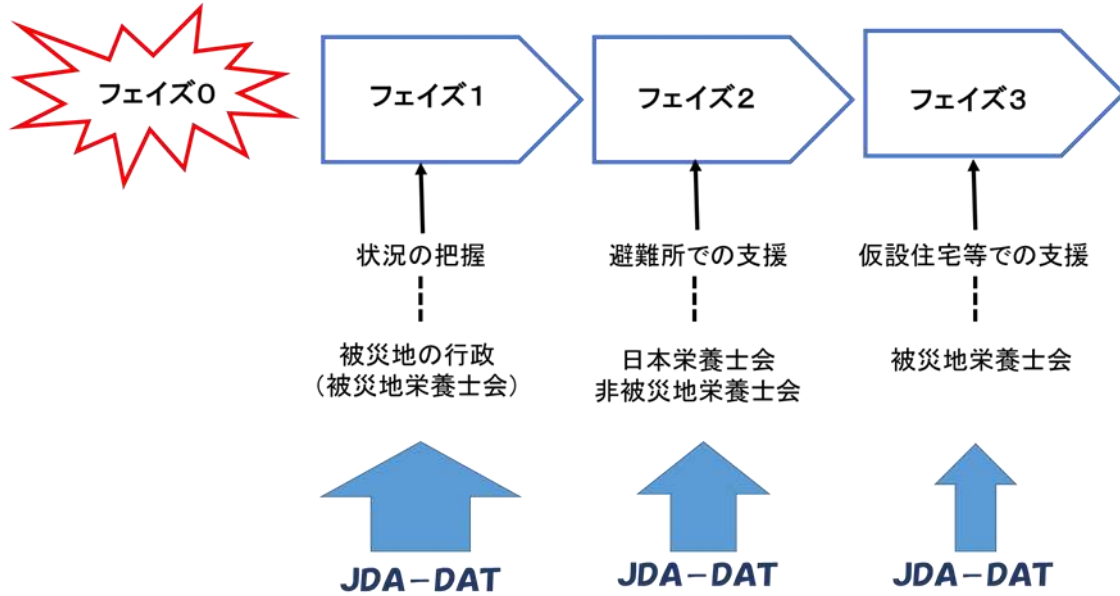 フェイズ0
フェイズ1
フェイズ2
フェイズ3
状況の把握
避難所での支援
仮設住宅等での支援
被災地の行政
（被災地栄養士会）
日本栄養士会
非被災地栄養士会
被災地栄養士会
JDA－DAT
JDA－DAT
JDA－DAT